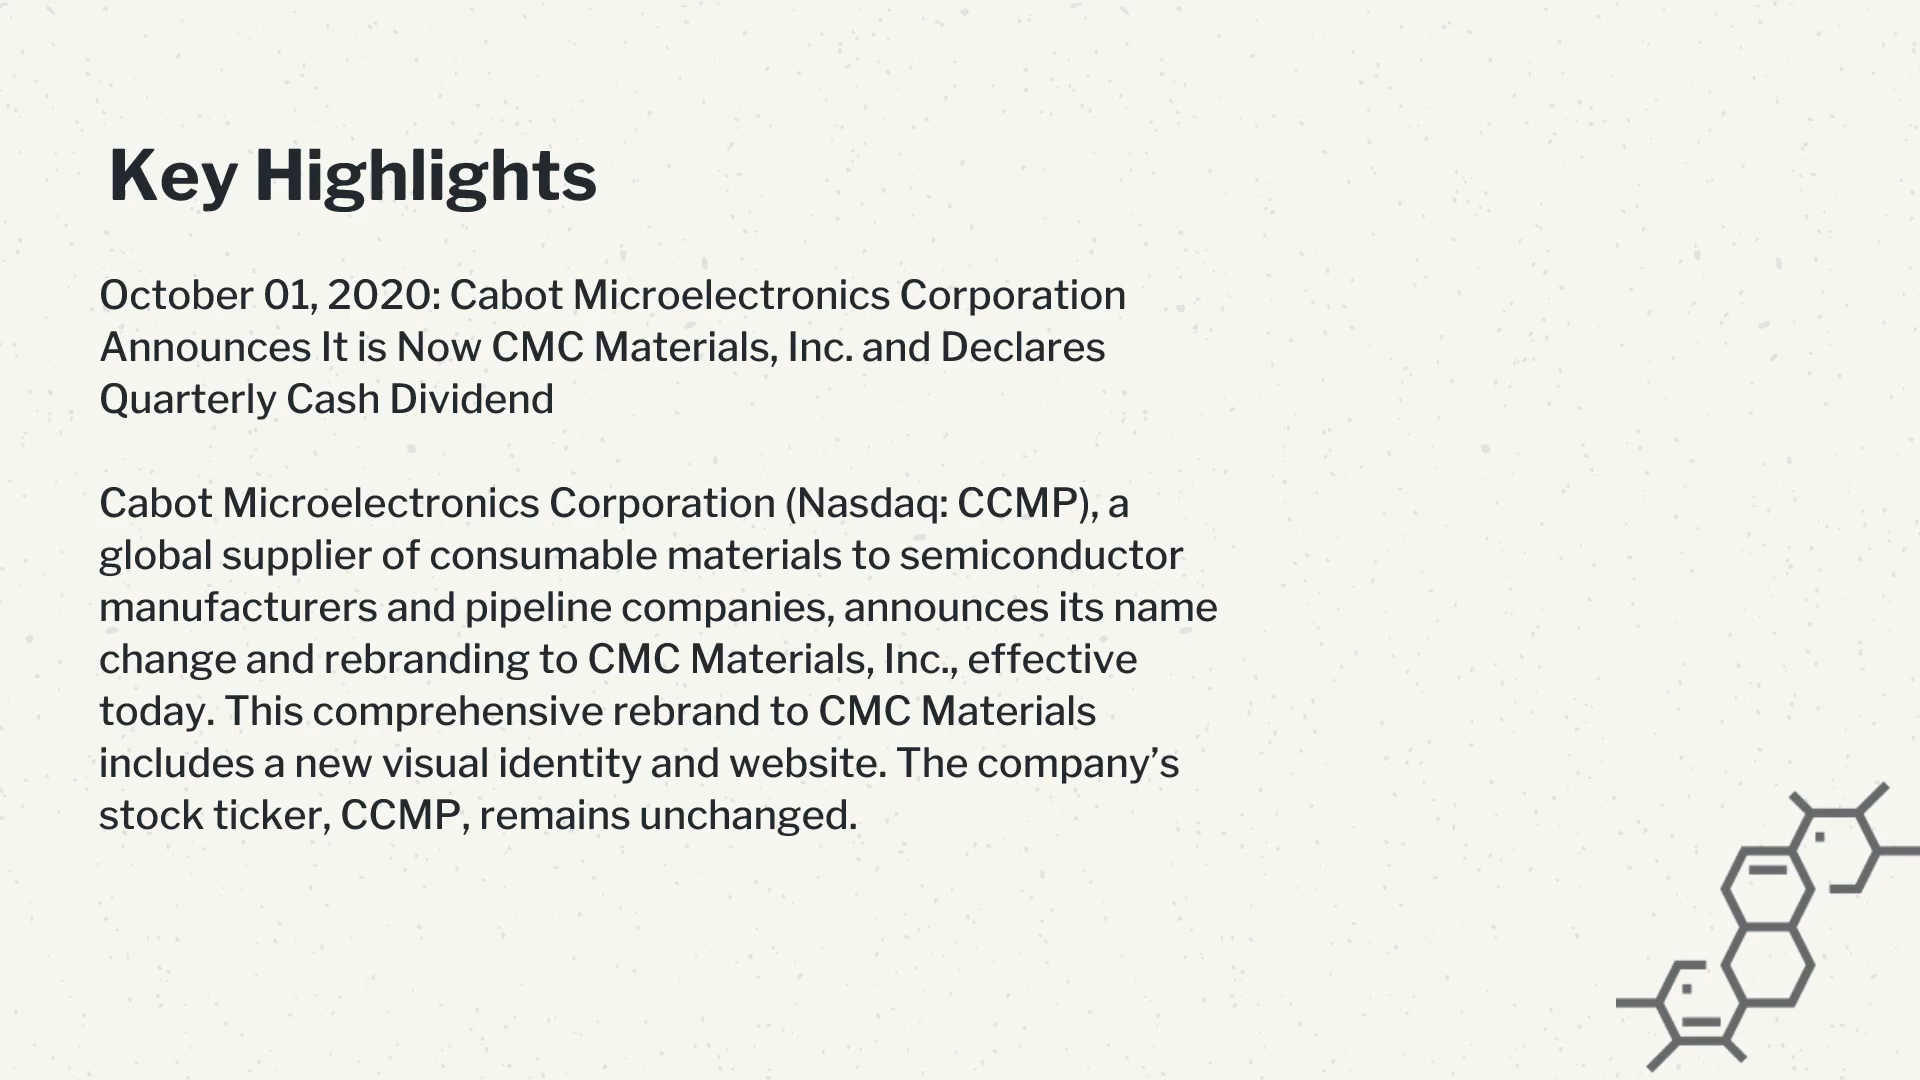 Key Highlights
October 01, 2020: Cabot Microelectronics Corporation
Announces It is Now CMC Materials, Inc. and Declares
Quarterly Cash Dividend
Cabot Microelectronics Corporation (Nasdaq: CCMP), a
global supplier of consumable materials to semiconductor
manufacturers and pipeline companies, announces its name
change and rebranding to CMC Materials, Inc., effective
today. This comprehensive rebrand to CMC Materials
includes a new visual identity and website. The company’s
stock ticker, CCMP, remains unchanged.